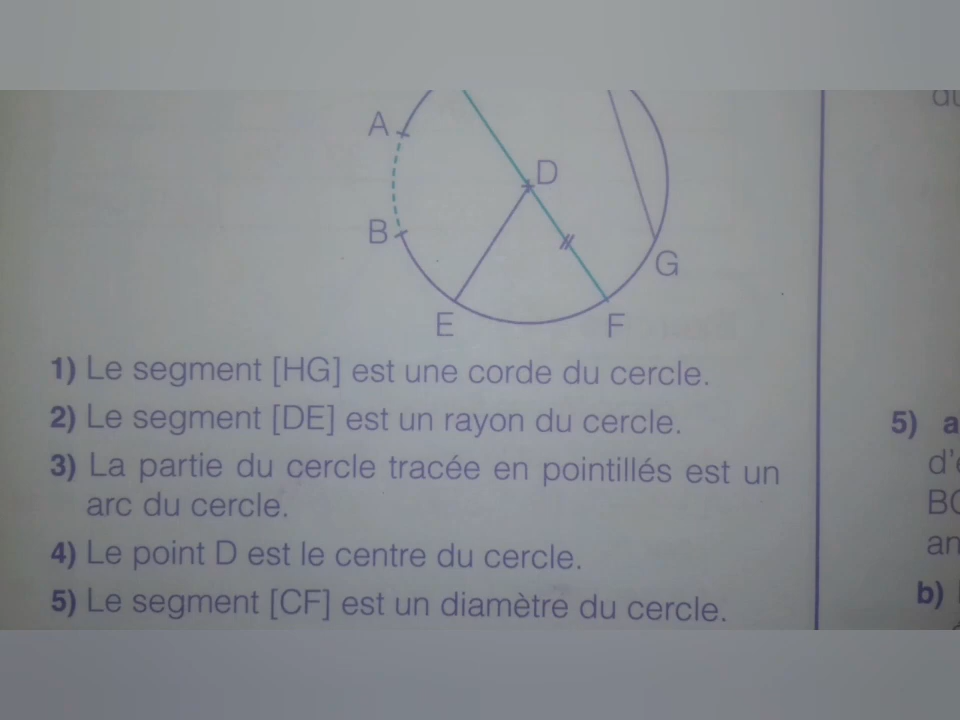 A
D
B
G
E
F
1) Le segment [HG] est une corde du cercle.
2) Le segment [DE] est un rayon du cercle.
3) La partie du cercle tracée en pointillés est un
arc du cercle.
4) Le point D est le centre du cercle.
5) Le segment [CF] est un diamètre du cercle.
5) a
b)